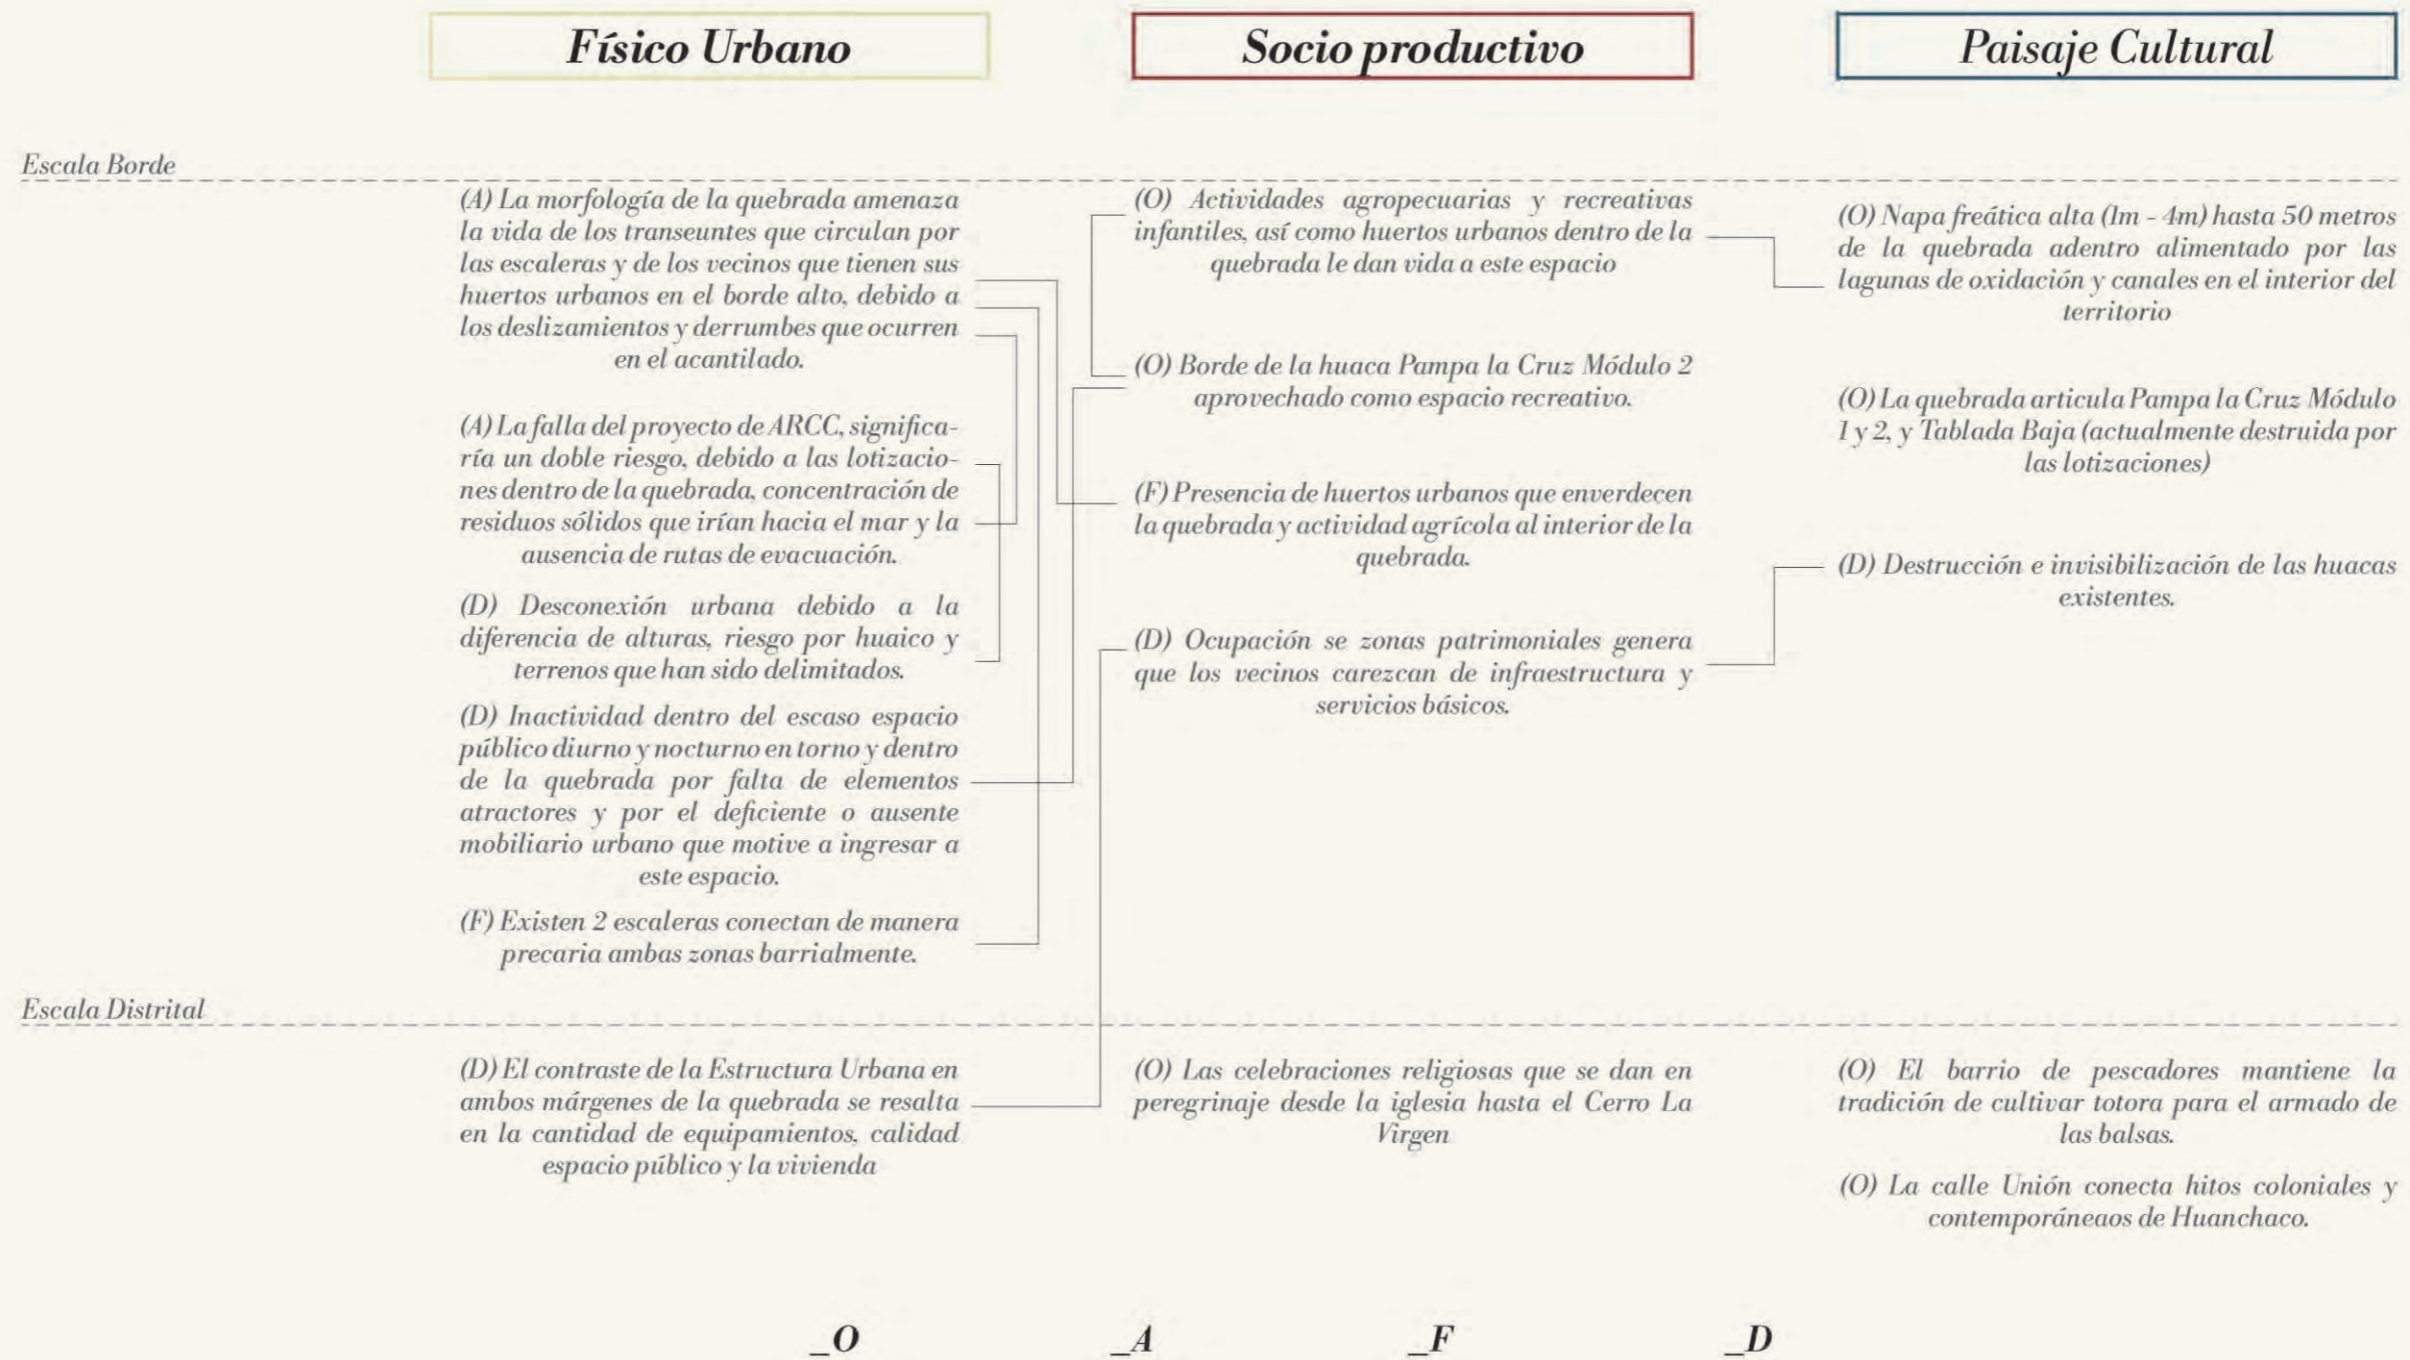 Físico Urbano
Socio productivo
Paisaje Cultural
Escala Borde
(A) La morfología de la quebrada amenaza
la vida de los transeuntes que circulan por
las escaleras y de los vecinos que tienen sus
huertos urbanos en el borde alto, debido a
los deslizamientos y derrumbes que ocurren
en el acantilado.
(A) La falla del proyecto de ARCC, significa-
ría un doble riesgo, debido a las lotizacio-
nes dentro de la quebrada, concentración de
residuos sólidos que irían hacia el mar y la
ausencia de rutas de evacuación.
(D) Desconexión urbana debido a la
diferencia de alturas, riesgo por huaico y
terrenos que han sido delimitados.
(D) Inactividad dentro del escaso espacio
público diurno y nocturno en torno y dentro
de la quebrada por falta de elementos
atractores y por el deficiente o ausente
mobiliario urbano que motive a ingresar a
este espacio.
(F) Existen 2 escaleras conectan de manera
precaria ambas zonas barrialmente.
(O) Actividades agropecuarias y recreativas
infantiles, así como huertos urbanos dentro de la
quebrada le dan vida a este espacio
(O) Borde de la huaca Pampa la Cruz Módulo 2
aprovechado como espacio recreativo.
(F) Presencia de huertos urbanos que enverdecen
la quebrada y actividad agrícola al interior de la
quebrada.
(D) Ocupación se zonas patrimoniales genera
que los vecinos carezcan de infraestructura y
servicios básicos.
(O) Napa freática alta (1m - 4m) hasta 50 metros
de la quebrada adentro alimentado por las
lagunas de oxidación y canales en el interior del
territorio
(O) La quebrada articula Pampa la Cruz Módulo
1 y 2, y Tablada Baja (actualmente destruida por
las lotizaciones)
(D) Destrucción e invisibilización de las huacas
existentes.
Escala Distrital
(D) El contraste de la Estructura Urbana en
ambos márgenes de la quebrada se resalta
en la cantidad de equipamientos, calidad
espacio público y la vivienda
(O) Las celebraciones religiosas que se dan en
peregrinaje desde la iglesia hasta el Cerro La
Virgen
(O) El barrio de pescadores mantiene la
tradición de cultivar totora para el armado de
las balsas.
(O) La calle Unión conecta hitos coloniales y
contemporáneaos de Huanchaco.
_O
_A
_F
_D